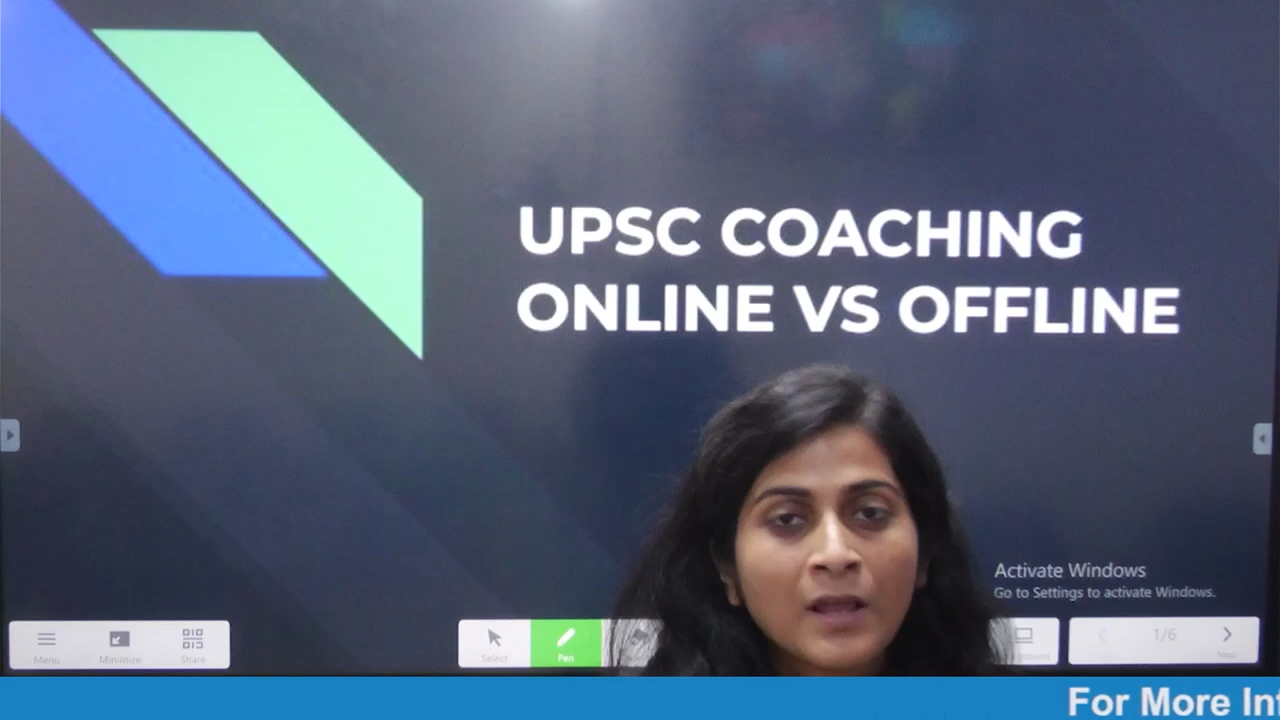 UPSC COACHING
ONLINE VS OFFLINE
Activate Windows
Go to Settings to activate Windows.
Menu
Minimize
Share
Select
Pen
1/6
Next
For More